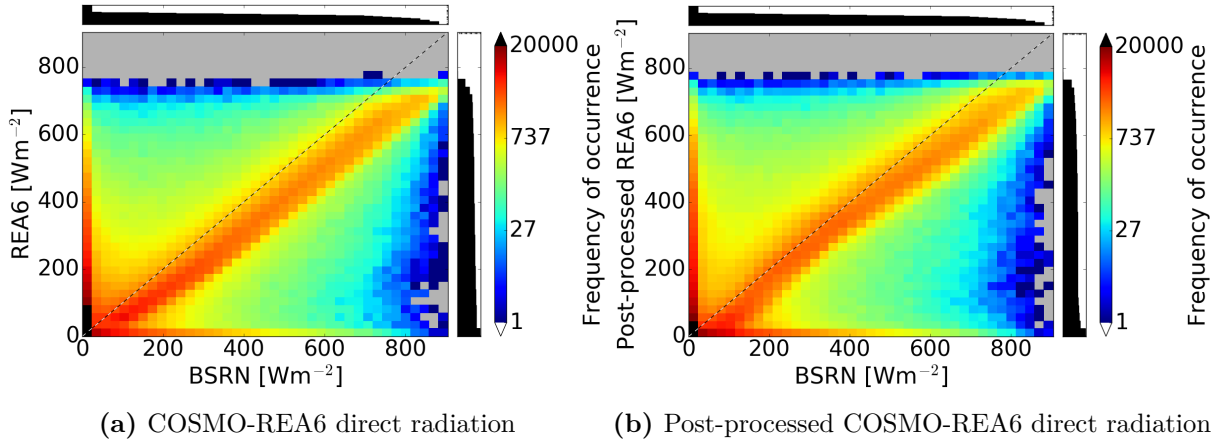 800
600
400
200
0
REA6 [Wm−2]
0 200 400 600 800
BSRN [Wm−2]
20000
737
27
1
Frequency of occurrence
(a) COSMO-REA6 direct radiation
800
600
400
200
0
Post-processed REA6 [Wm−2]
0 200 400 600 800
BSRN [Wm−2]
20000
737
27
1
Frequency of occurrence
(b) Post-processed COSMO-REA6 direct radiation